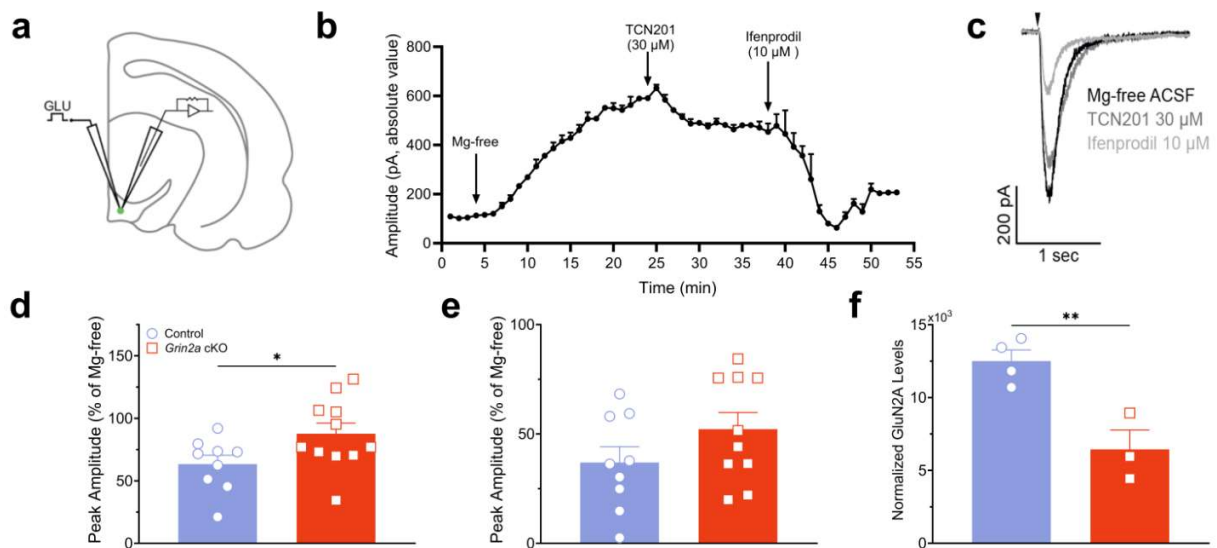 a
GLU
b
Amplitude (pA, absolute value)
800
600
400
200
0
Mg-free
TCN201
(30 µM)
Ifenprodil
(10 µM )
0 5 10 15 20 25 30 35 40 45 50 55
Time (min)
c
Mg-free ACSF
TCN201 30 µM
Ifenprodil 10 µM
200 pA
1 sec
d
Peak Amplitude (% of Mg-free)
150
100
50
0
Control
Grin2a cKO
*
e
Peak Amplitude (% of Mg-free)
100
50
0
f
Normalized GluN2A Levels
×10³
15
10
5
0
**